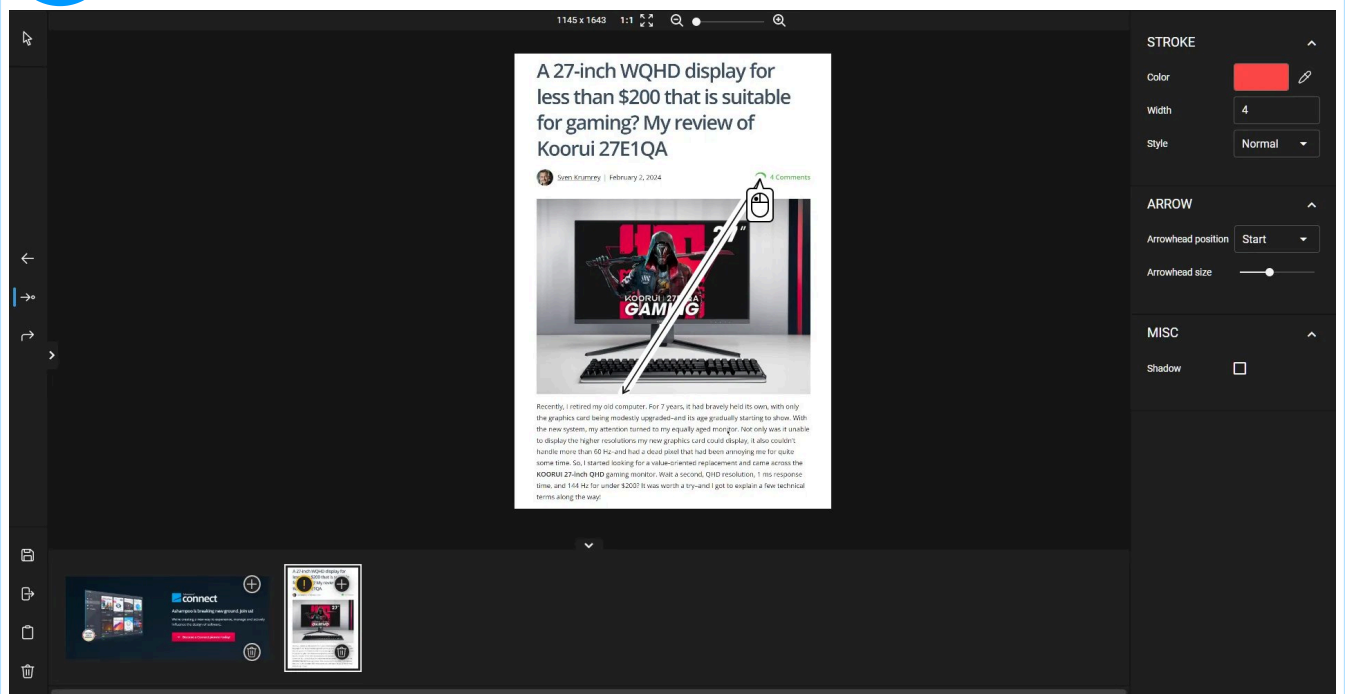 1145 x 1643 1:1
STROKE
Color
Width 4
Style Normal
ARROW
Arrowhead position Start
Arrowhead size
MISC
Shadow
A 27-inch WQHD display for
less than $200 that is suitable
for gaming? My review of
Koorui 27E1QA
Sven Krumrey | February 2, 2024
4 Comments
27"
KOORUI 27
GAMING
Recently, I retired my old computer. For 7 years, it had bravely held its own, with only
the graphics card being modestly upgraded–and its age gradually starting to show. With
the new system, my attention turned to my equally aged monitor. Not only was it unable
to display the higher resolutions my new graphics card could display, it also couldn't
handle more than 60 Hz–and had a dead pixel that had been annoying me for quite
some time. So, I started looking for a value-oriented replacement and came across the
KOORUI 27-inch QHD gaming monitor. Wait a second, QHD resolution, 1 ms response
time, and 144 Hz for under $200? It was worth a try–and I got to explain a few technical
terms along the way!
connect
Ashampoo is breaking new ground. Join us!